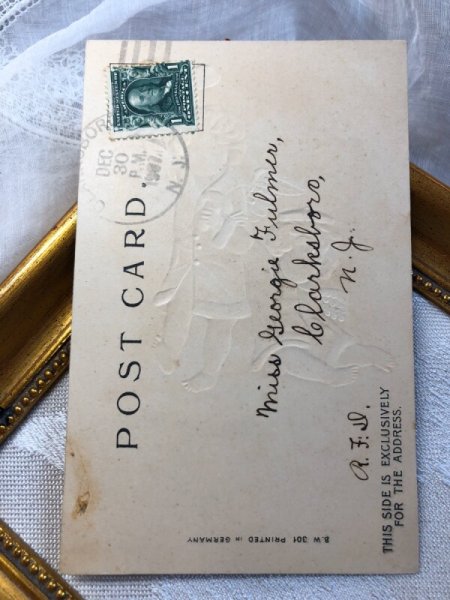 POST CARD.
DEC
30
P.M.
N.J.
Miss Georgie Fulmer,
Clarksboro,
N. J.
R. F. D.
THIS SIDE IS EXCLUSIVELY
FOR THE ADDRESS.
B. W. 301 PRINTED IN GERMANY